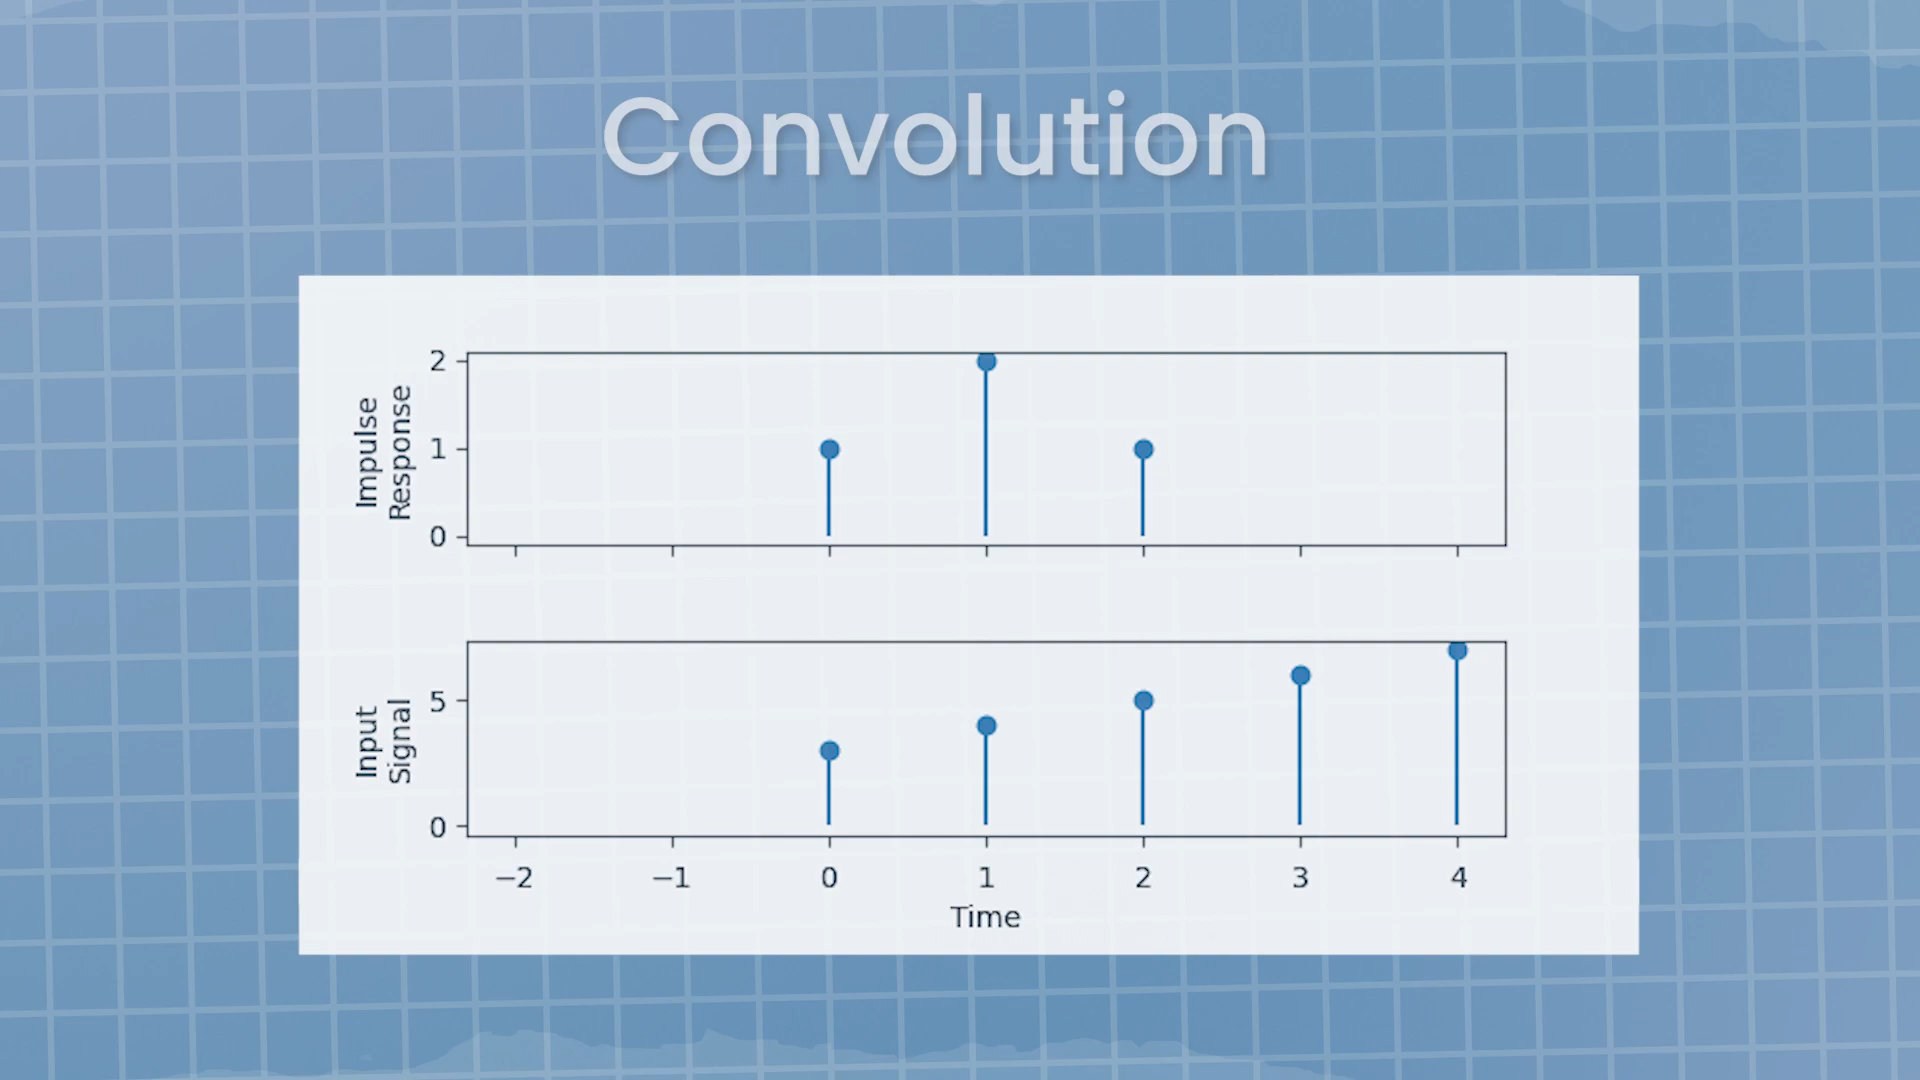 Convolution
Impulse
Response
2
1
0
Input
Signal
5
0
−2 −1 0 1 2 3 4
Time